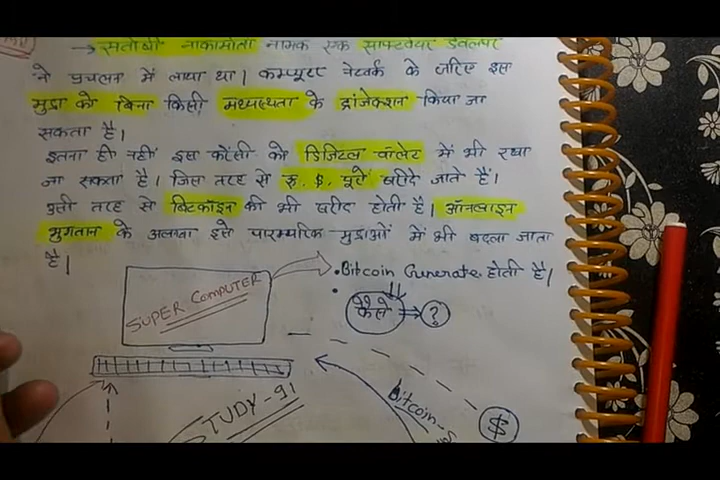 → सतोषी नाकामोतो नामक एक साफ्टवेयर डेवलपर
ने प्रचलन में लाया था। कम्प्यूटर नेटवर्क के जरिए इस
मुद्रा को बिना किसी मध्यस्थता के ट्रांजेक्शन किया जा
सकता है।
इतना ही नहीं इस करेंसी को डिजिटल वॉलेट में भी रखा
जा सकता है। जिस तरह से रु, $, यूरो खरीदे जाते हैं।
उसी तरह से बिटकॉइन की भी खरीद होती है। ऑनलाइन
भुगतान के अलावा इसे पारम्परिक मुद्राओं में भी बदला जाता
है।
• Bitcoin Generate होती है।
SUPER COMPUTER
•
कैसे → ?
STUDY-91
Bitcoin-
$